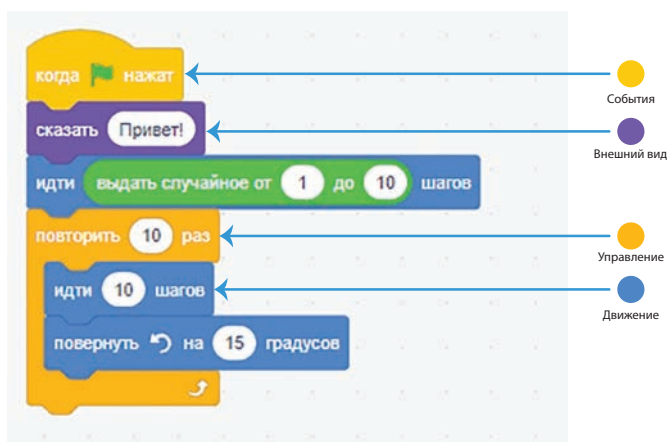 когда нажат
События
сказать Привет!
Внешний вид
идти выдать случайное от 1 до 10 шагов
повторить 10 раз
Управление
идти 10 шагов
Движение
повернуть на 15 градусов